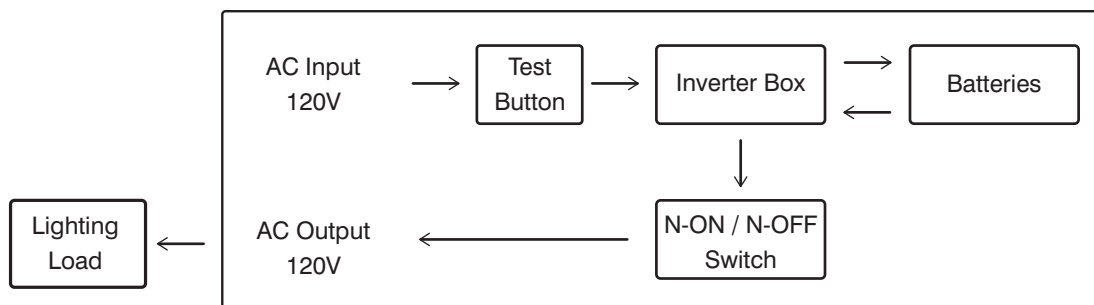 AC Input
120V
Test
Button
Inverter Box
Batteries
Lighting
Load
AC Output
120V
N-ON / N-OFF
Switch